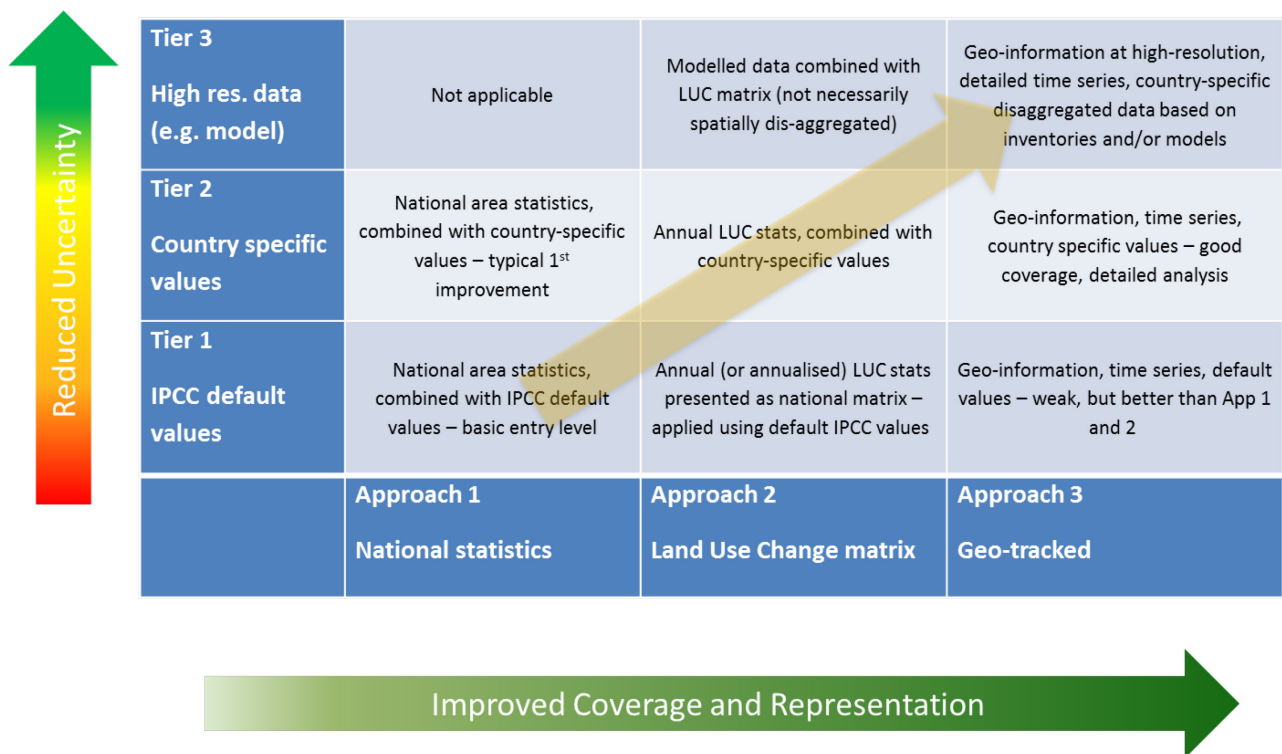 Reduced Uncertainty
Tier 3
High res. data
(e.g. model)
Not applicable
Modelled data combined with
LUC matrix (not necessarily
spatially dis-aggregated)
Geo-information at high-resolution,
detailed time series, country-specific
disaggregated data based on
inventories and/or models
Tier 2
Country specific
values
National area statistics,
combined with country-specific
values – typical 1st
improvement
Annual LUC stats, combined with
country-specific values
Geo-information, time series,
country specific values – good
coverage, detailed analysis
Tier 1
IPCC default
values
National area statistics,
combined with IPCC default
values – basic entry level
Annual (or annualised) LUC stats
presented as national matrix –
applied using default IPCC values
Geo-information, time series, default
values – weak, but better than App 1
and 2
Approach 1
National statistics
Approach 2
Land Use Change matrix
Approach 3
Geo-tracked
Improved Coverage and Representation